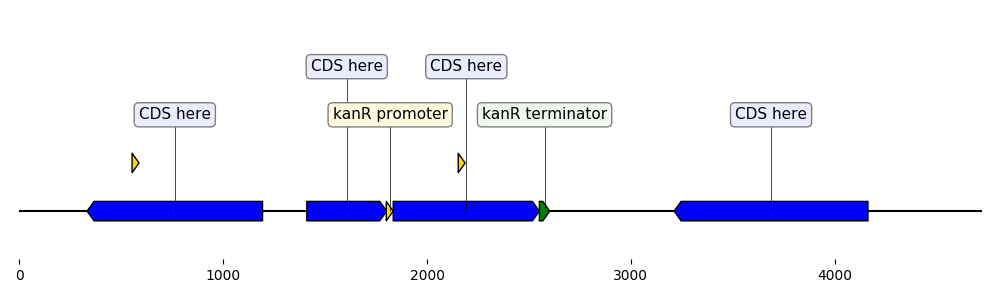 CDS here
CDS here
CDS here
kanR promoter
kanR terminator
CDS here
0
1000
2000
3000
4000